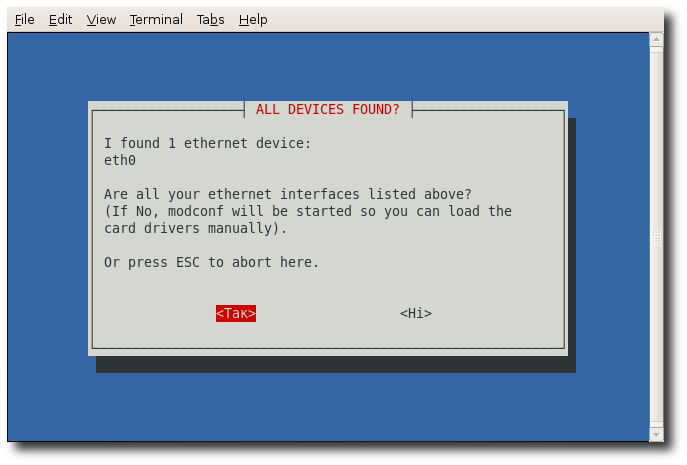 File Edit View Terminal Tabs Help
ALL DEVICES FOUND?
I found 1 ethernet device:
eth0
Are all your ethernet interfaces listed above?
(If No, modconf will be started so you can load the
card drivers manually).
Or press ESC to abort here.
<Так> <Ні>